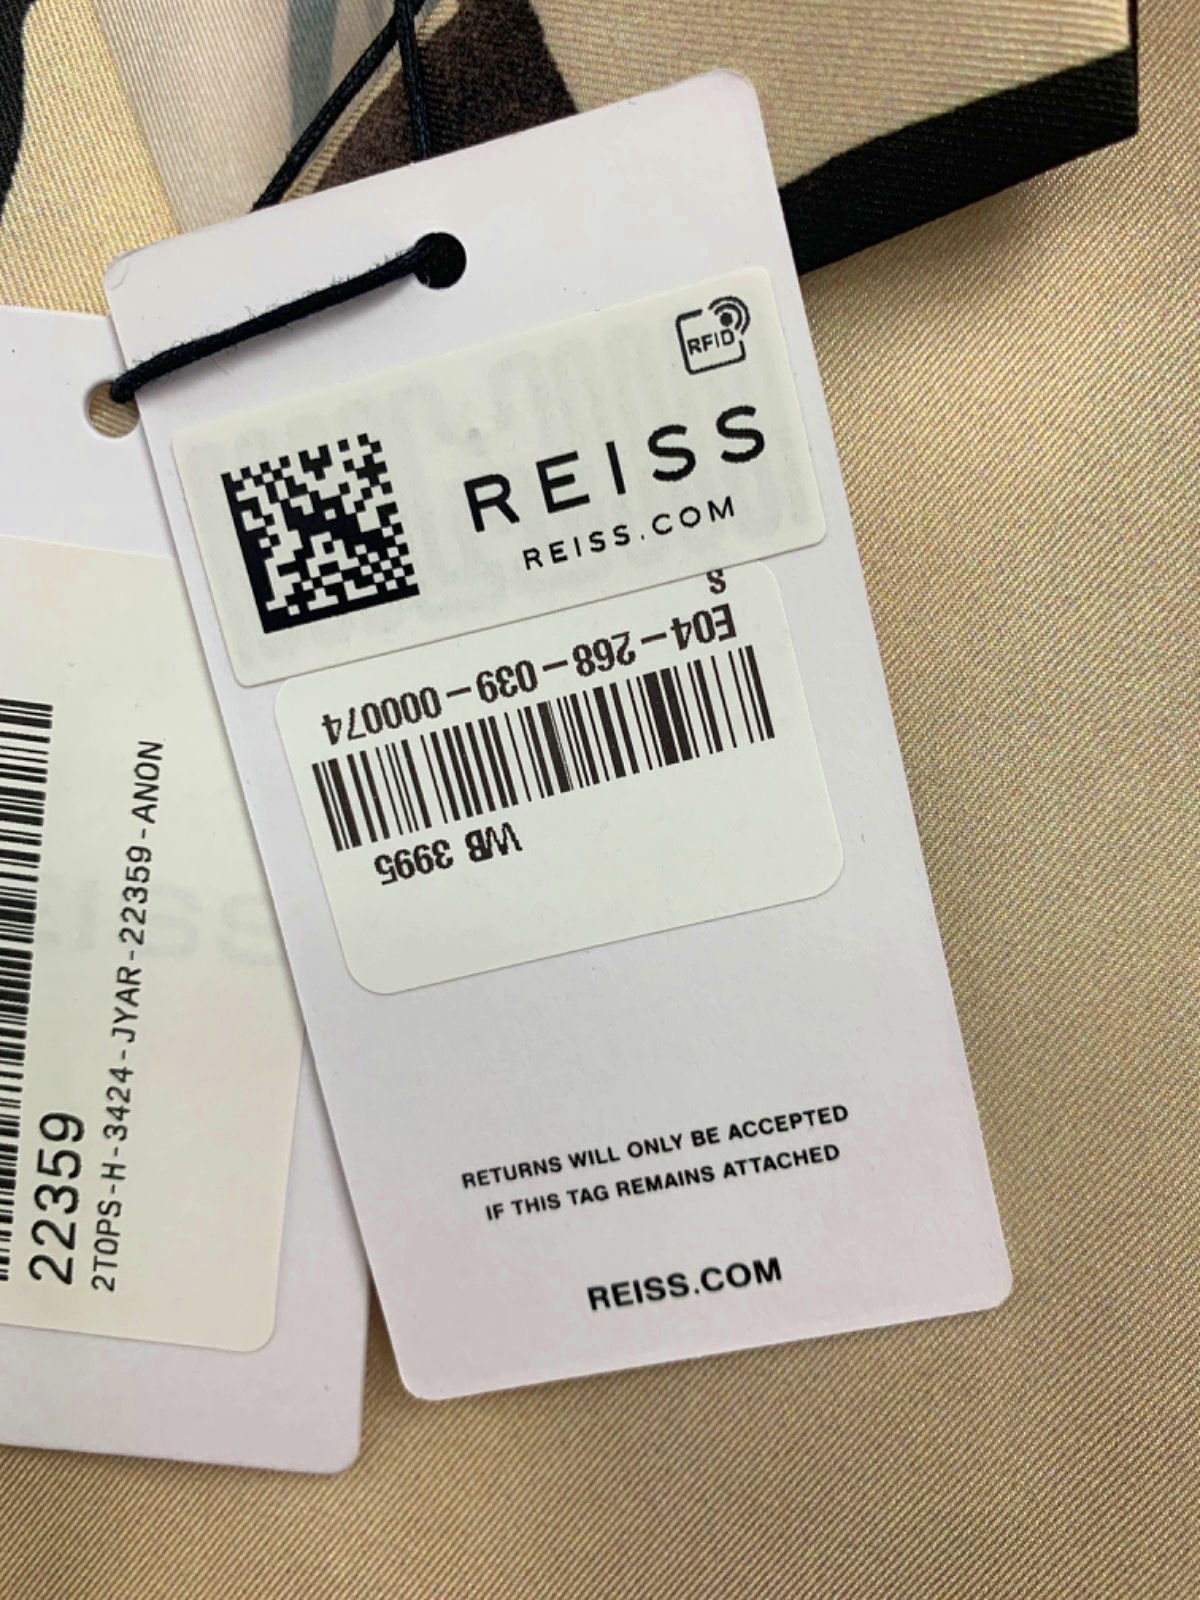 RFID
REISS
REISS.COM
WB 3995
E04-268-039-000074
S
RETURNS WILL ONLY BE ACCEPTED
IF THIS TAG REMAINS ATTACHED
REISS.COM
22359
2TOPS-H-3424-JYAR-22359-ANON